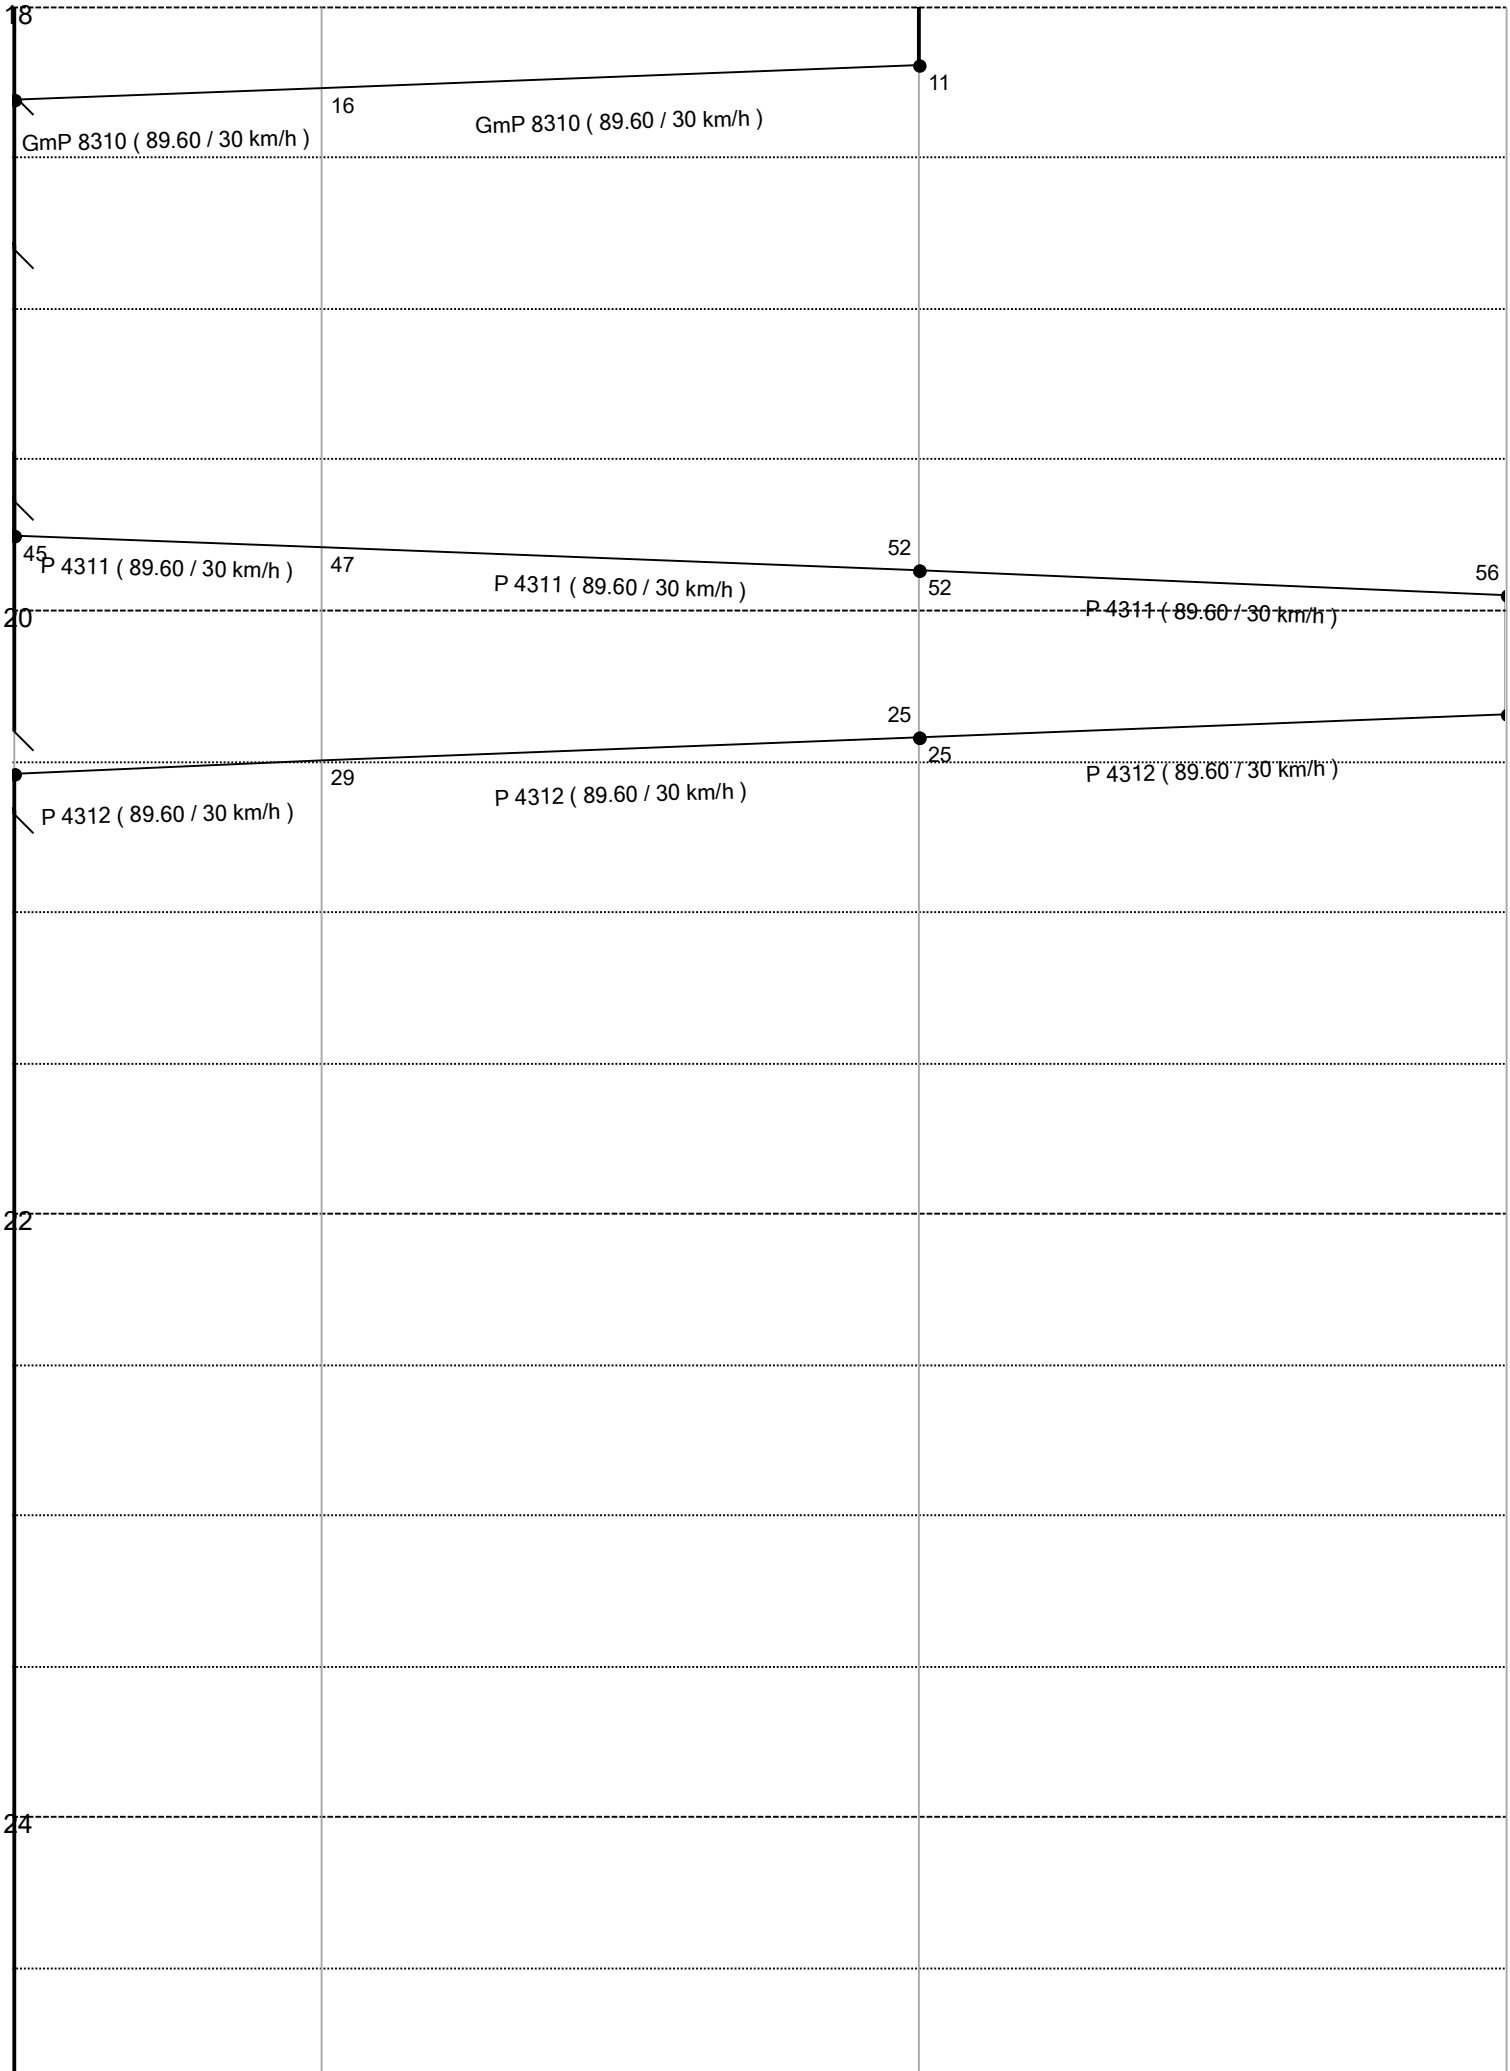 18
11
16
GmP 8310 ( 89.60 / 30 km/h )
GmP 8310 ( 89.60 / 30 km/h )
52
45
P 4311 ( 89.60 / 30 km/h )
47
56
P 4311 ( 89.60 / 30 km/h )
52
P 4311 ( 89.60 / 30 km/h )
20
25
25
29
P 4312 ( 89.60 / 30 km/h )
P 4312 ( 89.60 / 30 km/h )
P 4312 ( 89.60 / 30 km/h )
22
24